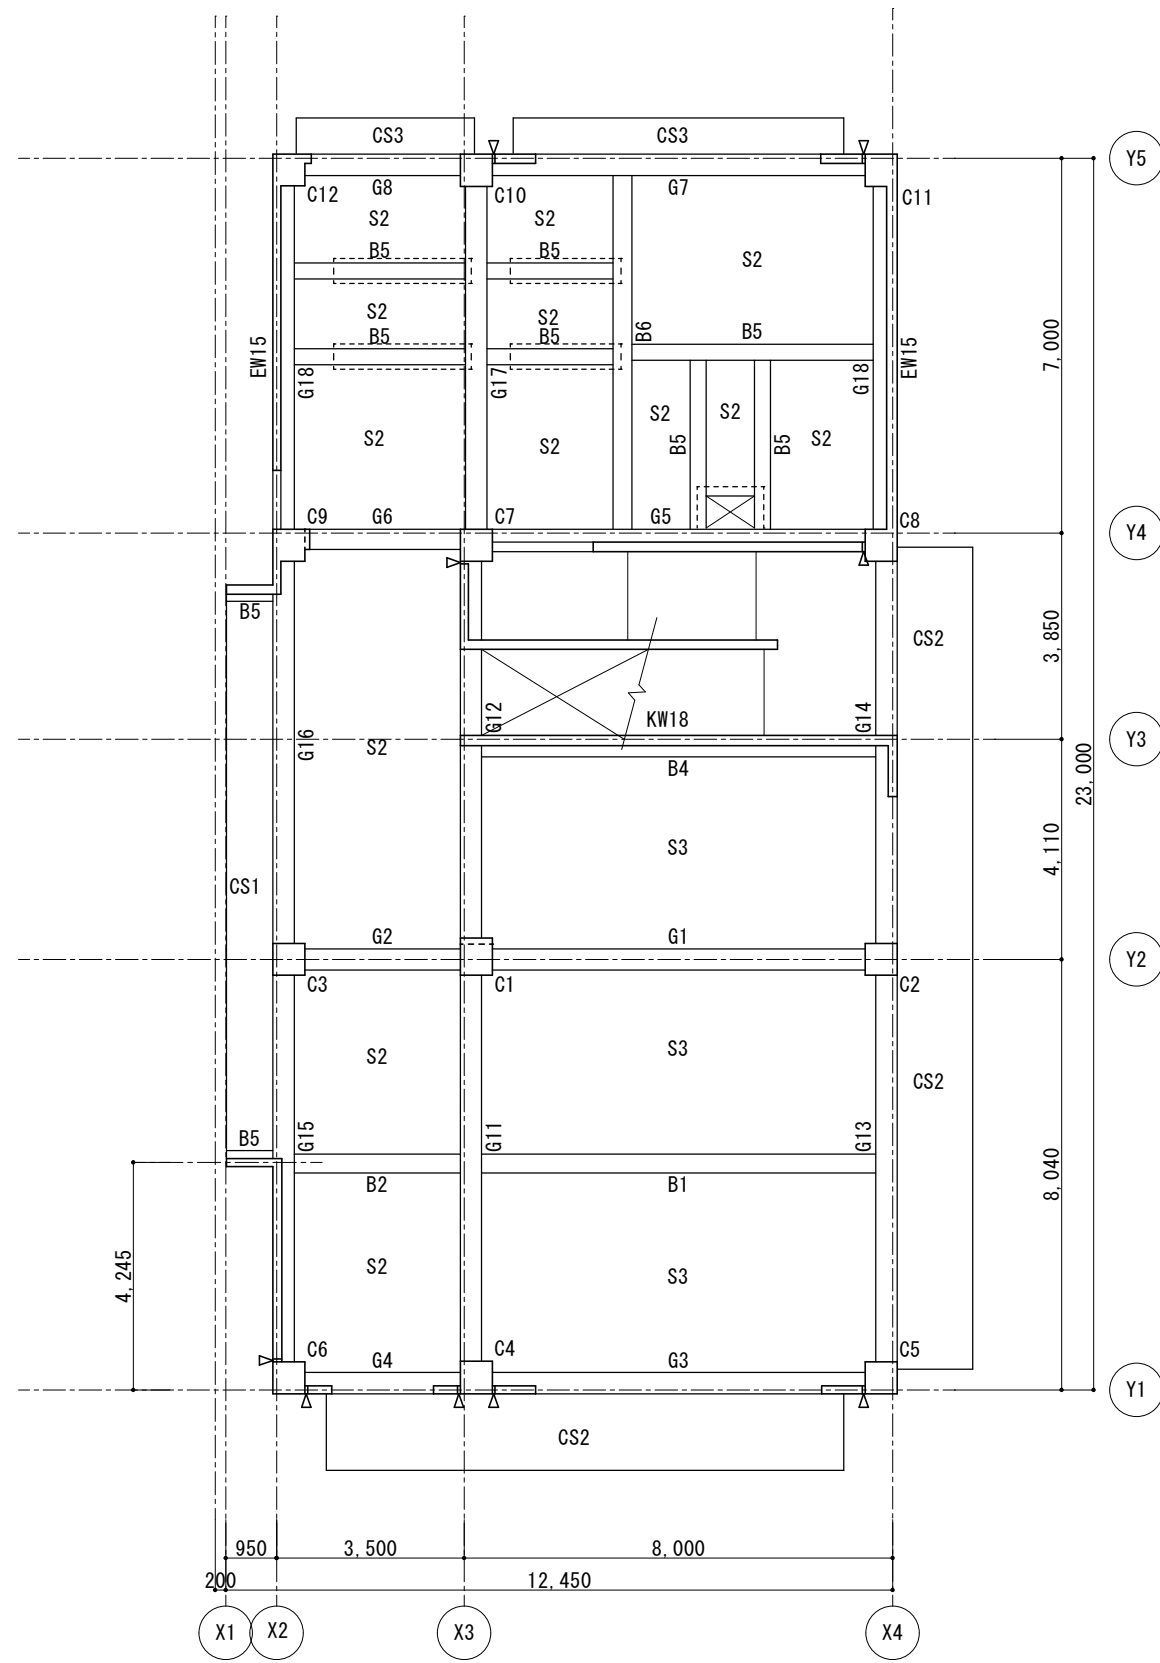 CS3
CS3
Y5
C12
G8
C10
G7
C11
S2
S2
B5
B5
S2
S2
S2
B5
B5
B6
B5
EW15
G18
G17
G18
EW15
7,000
S2
S2
S2
S2
B5
B5
S2
S2
C9
G6
C7
G5
C8
Y4
B5
CS2
3,850
G12
KW18
G14
G16
S2
Y3
B4
23,000
S3
4,110
CS1
G2
G1
Y2
C3
C1
C2
S2
S3
CS2
B5
G15
G11
G13
B2
B1
8,040
4,245
S2
S3
C6
G4
C4
G3
C5
Y1
CS2
950
3,500
8,000
200
12,450
X1
X2
X3
X4